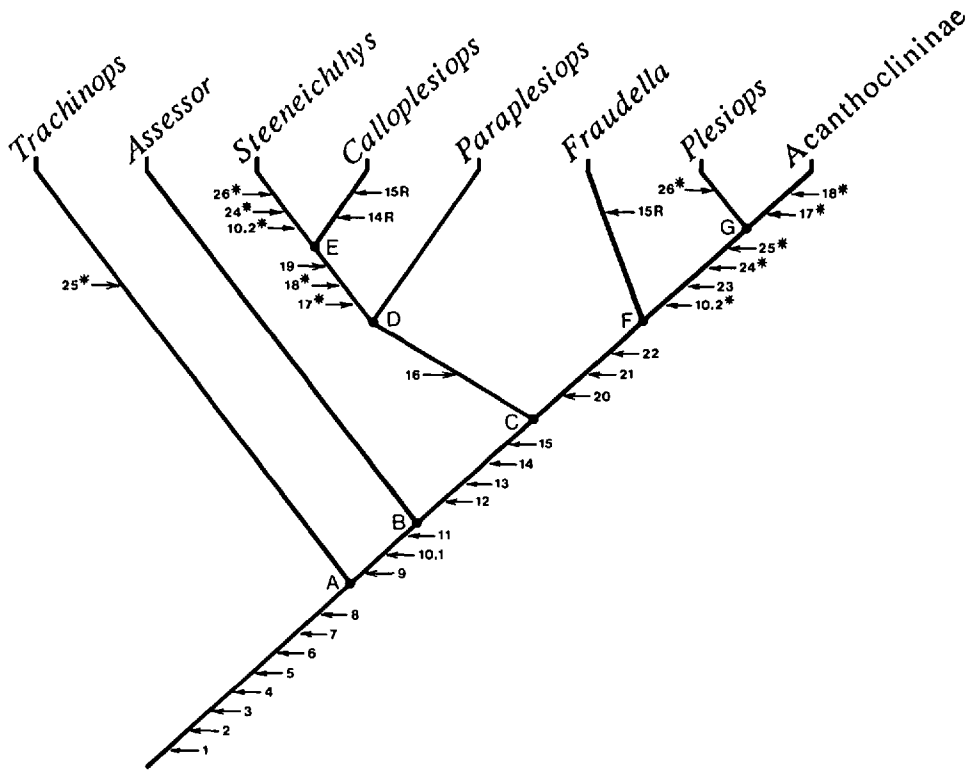 Trachinops
Assessor
Steeneichthys
Calloplesiops
Paraplesiops
Fraudella
Plesiops
Acanthoclininae
26*
24*
10.2*
15R
14R
E
19
18*
17*
D
25*
16
15R
26*
18*
17*
G
25*
24*
23
10.2*
F
22
21
20
C
15
14
13
12
B
11
10.1
9
A
8
7
6
5
4
3
2
1